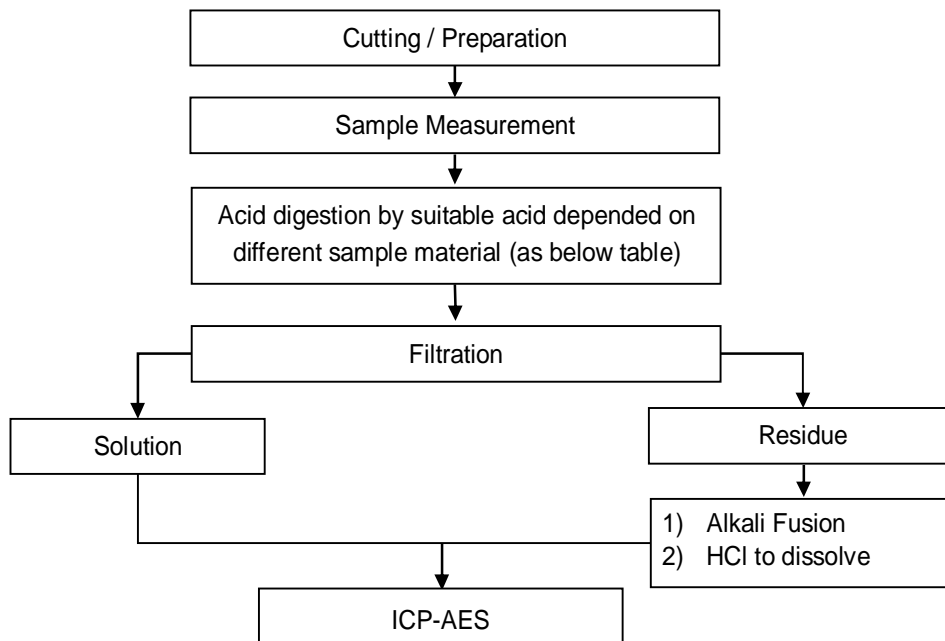 Cutting / Preparation
Sample Measurement
Acid digestion by suitable acid depended on
different sample material (as below table)
Filtration
Solution
Residue
1) Alkali Fusion
2) HCl to dissolve
ICP-AES